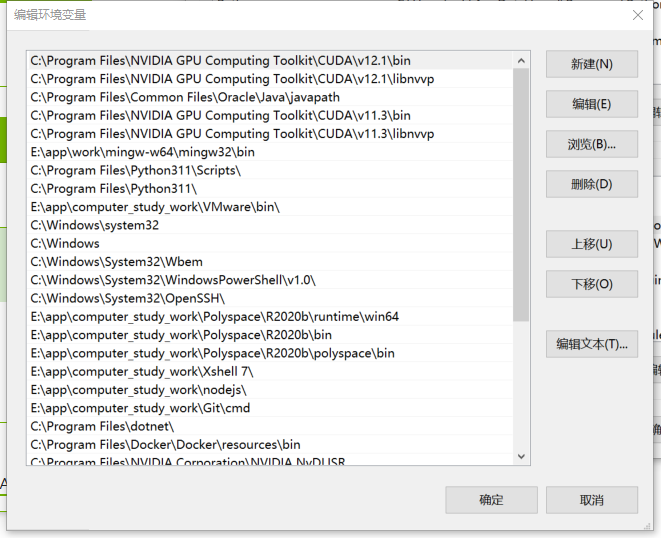 编辑环境变量
C:\Program Files\NVIDIA GPU Computing Toolkit\CUDA\v12.1\bin
C:\Program Files\NVIDIA GPU Computing Toolkit\CUDA\v12.1\libnvvp
C:\Program Files\Common Files\Oracle\Java\javapath
C:\Program Files\NVIDIA GPU Computing Toolkit\CUDA\v11.3\bin
C:\Program Files\NVIDIA GPU Computing Toolkit\CUDA\v11.3\libnvvp
E:\app\work\mingw-w64\mingw32\bin
C:\Program Files\Python311\Scripts\
C:\Program Files\Python311\
E:\app\computer_study_work\VMware\bin\
C:\Windows\system32
C:\Windows
C:\Windows\System32\Wbem
C:\Windows\System32\WindowsPowerShell\v1.0\
C:\Windows\System32\OpenSSH\
E:\app\computer_study_work\Polyspace\R2020b\runtime\win64
E:\app\computer_study_work\Polyspace\R2020b\bin
E:\app\computer_study_work\Polyspace\R2020b\polyspace\bin
E:\app\computer_study_work\Xshell 7\
E:\app\computer_study_work\nodejs\
E:\app\computer_study_work\Git\cmd
C:\Program Files\dotnet\
C:\Program Files\Docker\Docker\resources\bin
C:\Program Files\NVIDIA Corporation\NVIDIA NvDLISR
新建(N)
编辑(E)
浏览(B)...
删除(D)
上移(U)
下移(O)
编辑文本(T)...
确定
取消